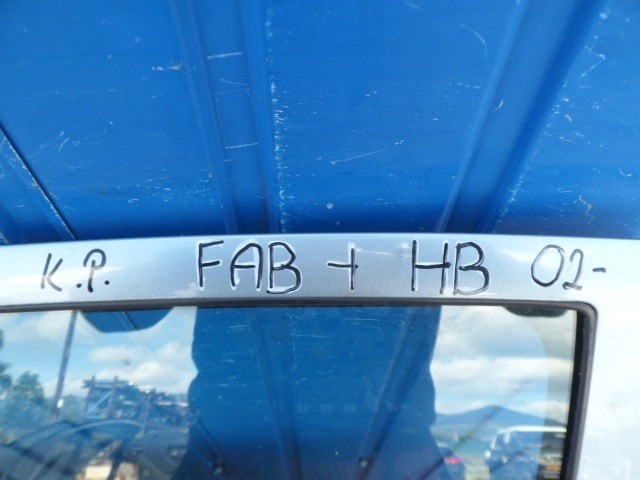 K.P. FAB + HB 02-